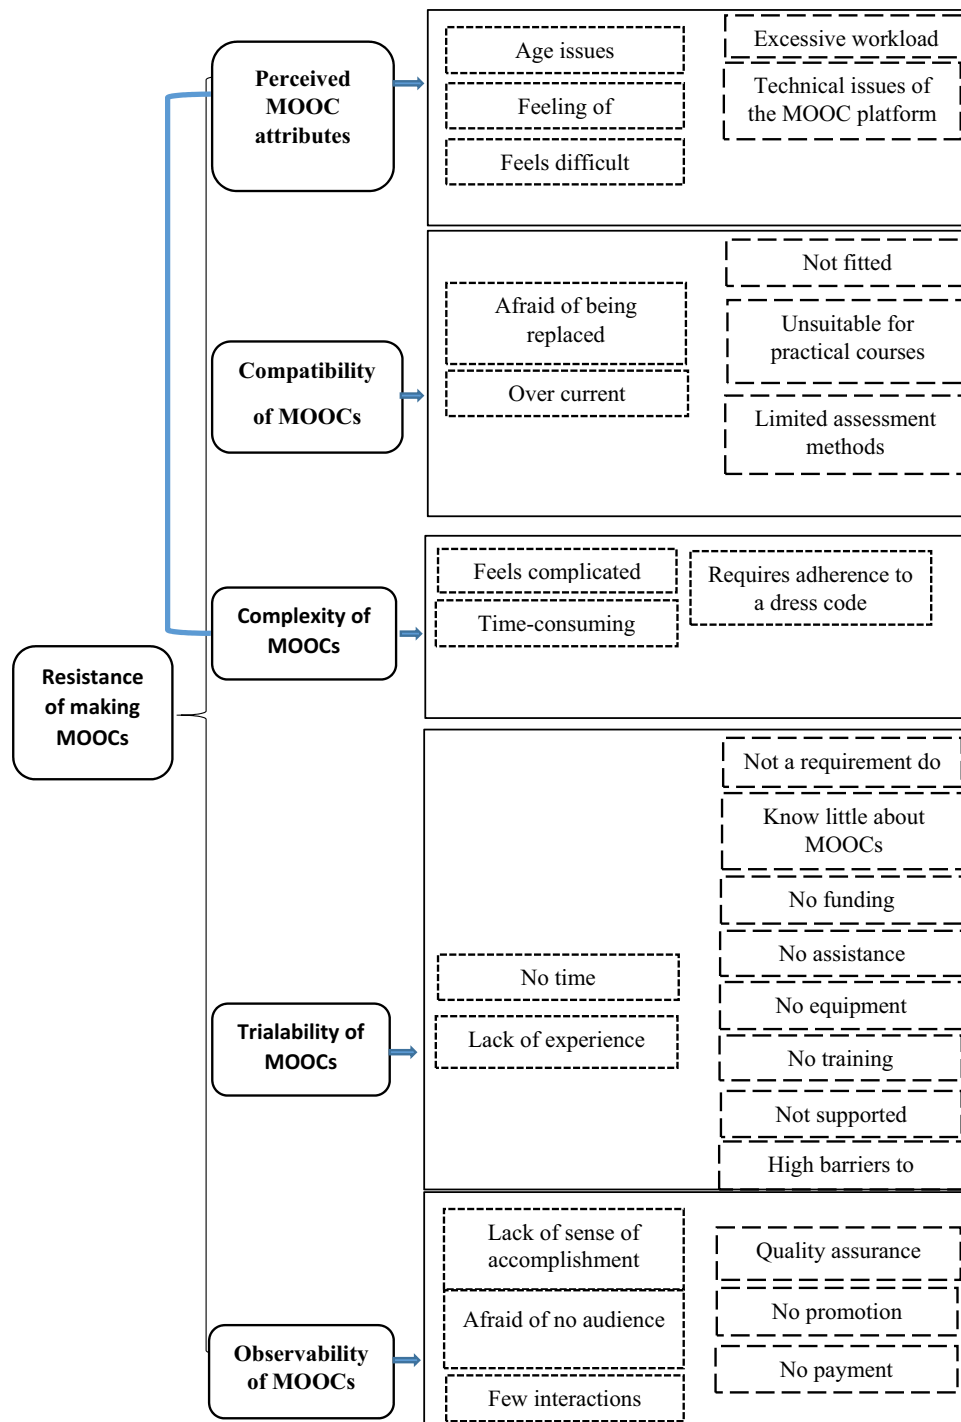 Perceived
MOOC
attributes
Age issues
Feeling of
Feels difficult
Excessive workload
Technical issues of
the MOOC platform
Compatibility
of MOOCs
Afraid of being
replaced
Over current
Not fitted
Unsuitable for
practical courses
Limited assessment
methods
Resistance
of making
MOOCs
Complexity of
MOOCs
Feels complicated
Time-consuming
Requires adherence to
a dress code
Trialability of
MOOCs
No time
Lack of experience
Not a requirement do
Know little about
MOOCs
No funding
No assistance
No equipment
No training
Not supported
High barriers to
Observability
of MOOCs
Lack of sense of
accomplishment
Afraid of no audience
Few interactions
Quality assurance
No promotion
No payment